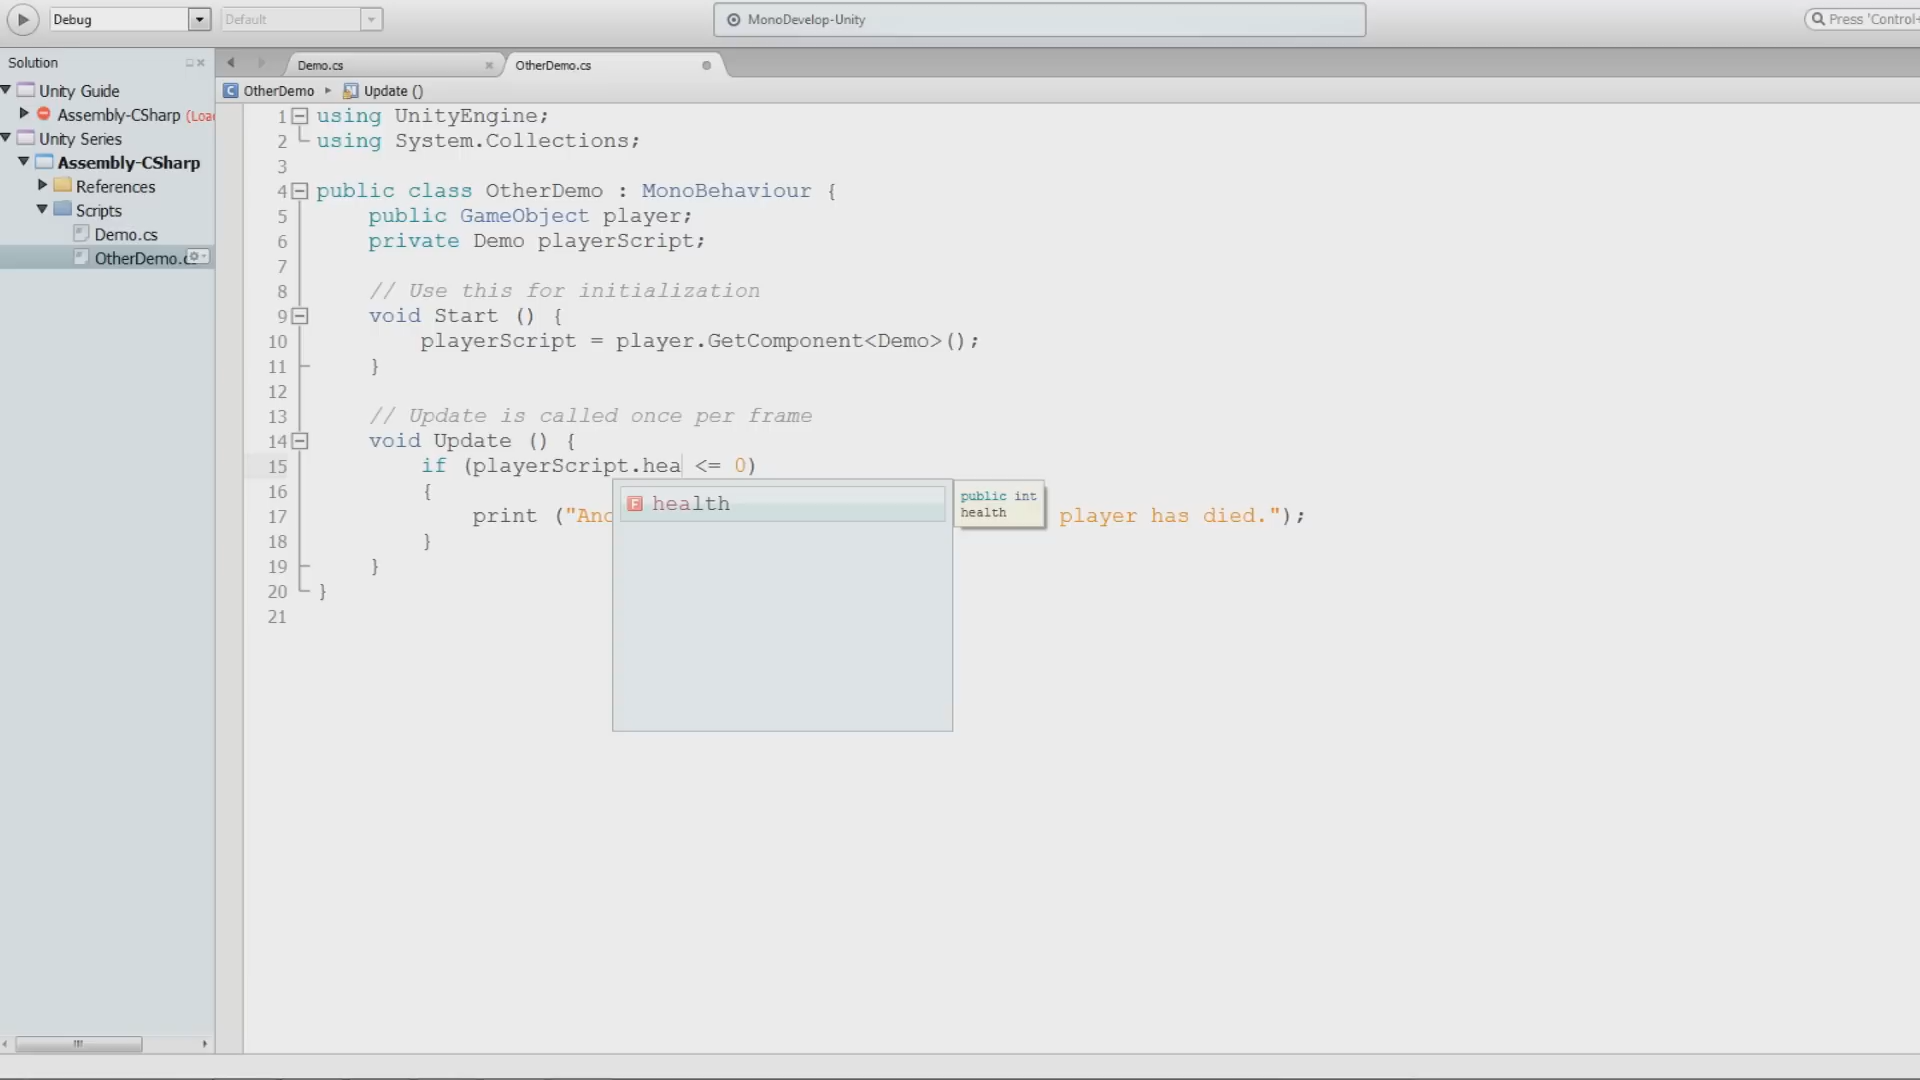 Debug
Default
MonoDevelop-Unity
Press 'Control+
Solution
Demo.cs
OtherDemo.cs
Unity Guide
OtherDemo
Update ()
Assembly-CSharp (Loa
Unity Series
Assembly-CSharp
References
Scripts
Demo.cs
OtherDemo.c
1 using UnityEngine;
2 using System.Collections;
3
4 public class OtherDemo : MonoBehaviour {
5 public GameObject player;
6 private Demo playerScript;
7
8 // Use this for initialization
9 void Start () {
10 playerScript = player.GetComponent<Demo>();
11 }
12
13 // Update is called once per frame
14 void Update () {
15 if (playerScript.hea <= 0)
16 {
17 print ("Ano player has died.");
18 }
19 }
20 }
21
health
public int
health